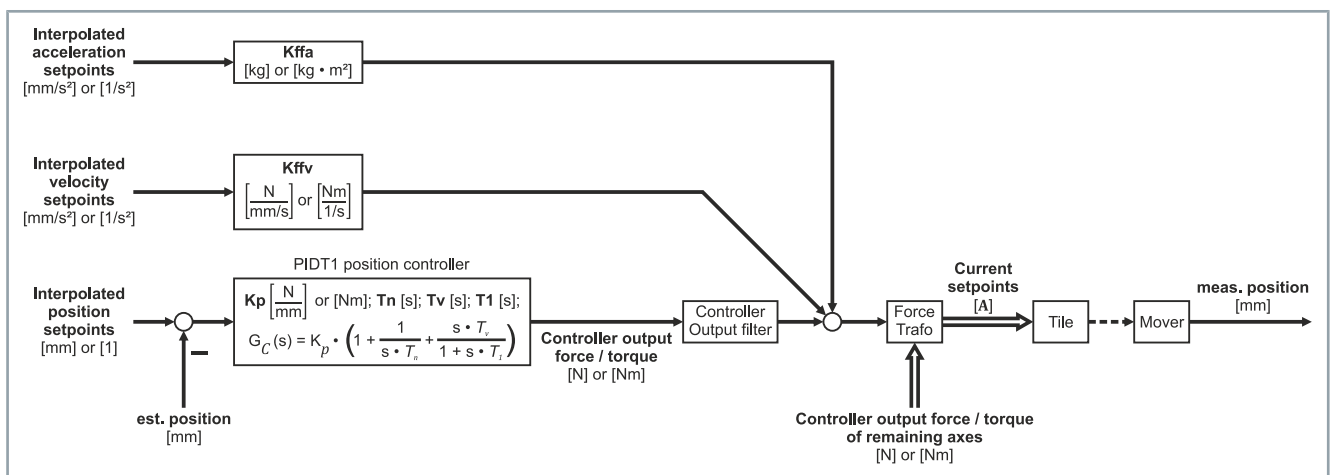 Interpolated
acceleration
setpoints
[mm/s²] or [1/s²]
Kffa
[kg] or [kg • m²]
Interpolated
velocity
setpoints
[mm/s²] or [1/s²]
Kffv
[N/mm/s] or [Nm/1/s]
PIDT1 position controller
Interpolated
position
setpoints
[mm] or [1]
Kp [N/mm] or [Nm]; Tn [s]; Tv [s]; T1 [s];
G_C(s) = K_p • (1 + 1/(s • T_n) + (s • T_v)/(1 + s • T_1))
est. position
[mm]
Controller output
force / torque
[N] or [Nm]
Controller
Output filter
Force
Trafo
Current
setpoints
[A]
Tile
Mover
meas. position
[mm]
Controller output force / torque
of remaining axes
[N] or [Nm]